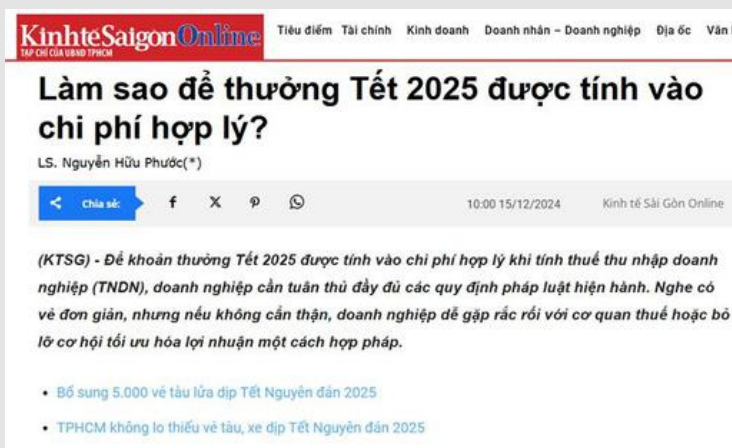 KinhtếSaigonOnline
TẠP CHÍ CỦA UBND TPHCM
Tiêu điểm Tài chính Kinh doanh Doanh nhân – Doanh nghiệp Địa ốc Văn
Làm sao để thưởng Tết 2025 được tính vào
chi phí hợp lý?
LS. Nguyễn Hữu Phước(*)
Chia sẻ:
10:00 15/12/2024 Kinh tế Sài Gòn Online
(KTSG) - Để khoản thưởng Tết 2025 được tính vào chi phí hợp lý khi tính thuế thu nhập doanh
nghiệp (TNDN), doanh nghiệp cần tuân thủ đầy đủ các quy định pháp luật hiện hành. Nghe có
vẻ đơn giản, nhưng nếu không cẩn thận, doanh nghiệp dễ gặp rắc rối với cơ quan thuế hoặc bỏ
lỡ cơ hội tối ưu hóa lợi nhuận một cách hợp pháp.
• Bổ sung 5.000 vé tàu lửa dịp Tết Nguyên đán 2025
• TPHCM không lo thiếu vé tàu, xe dịp Tết Nguyên đán 2025